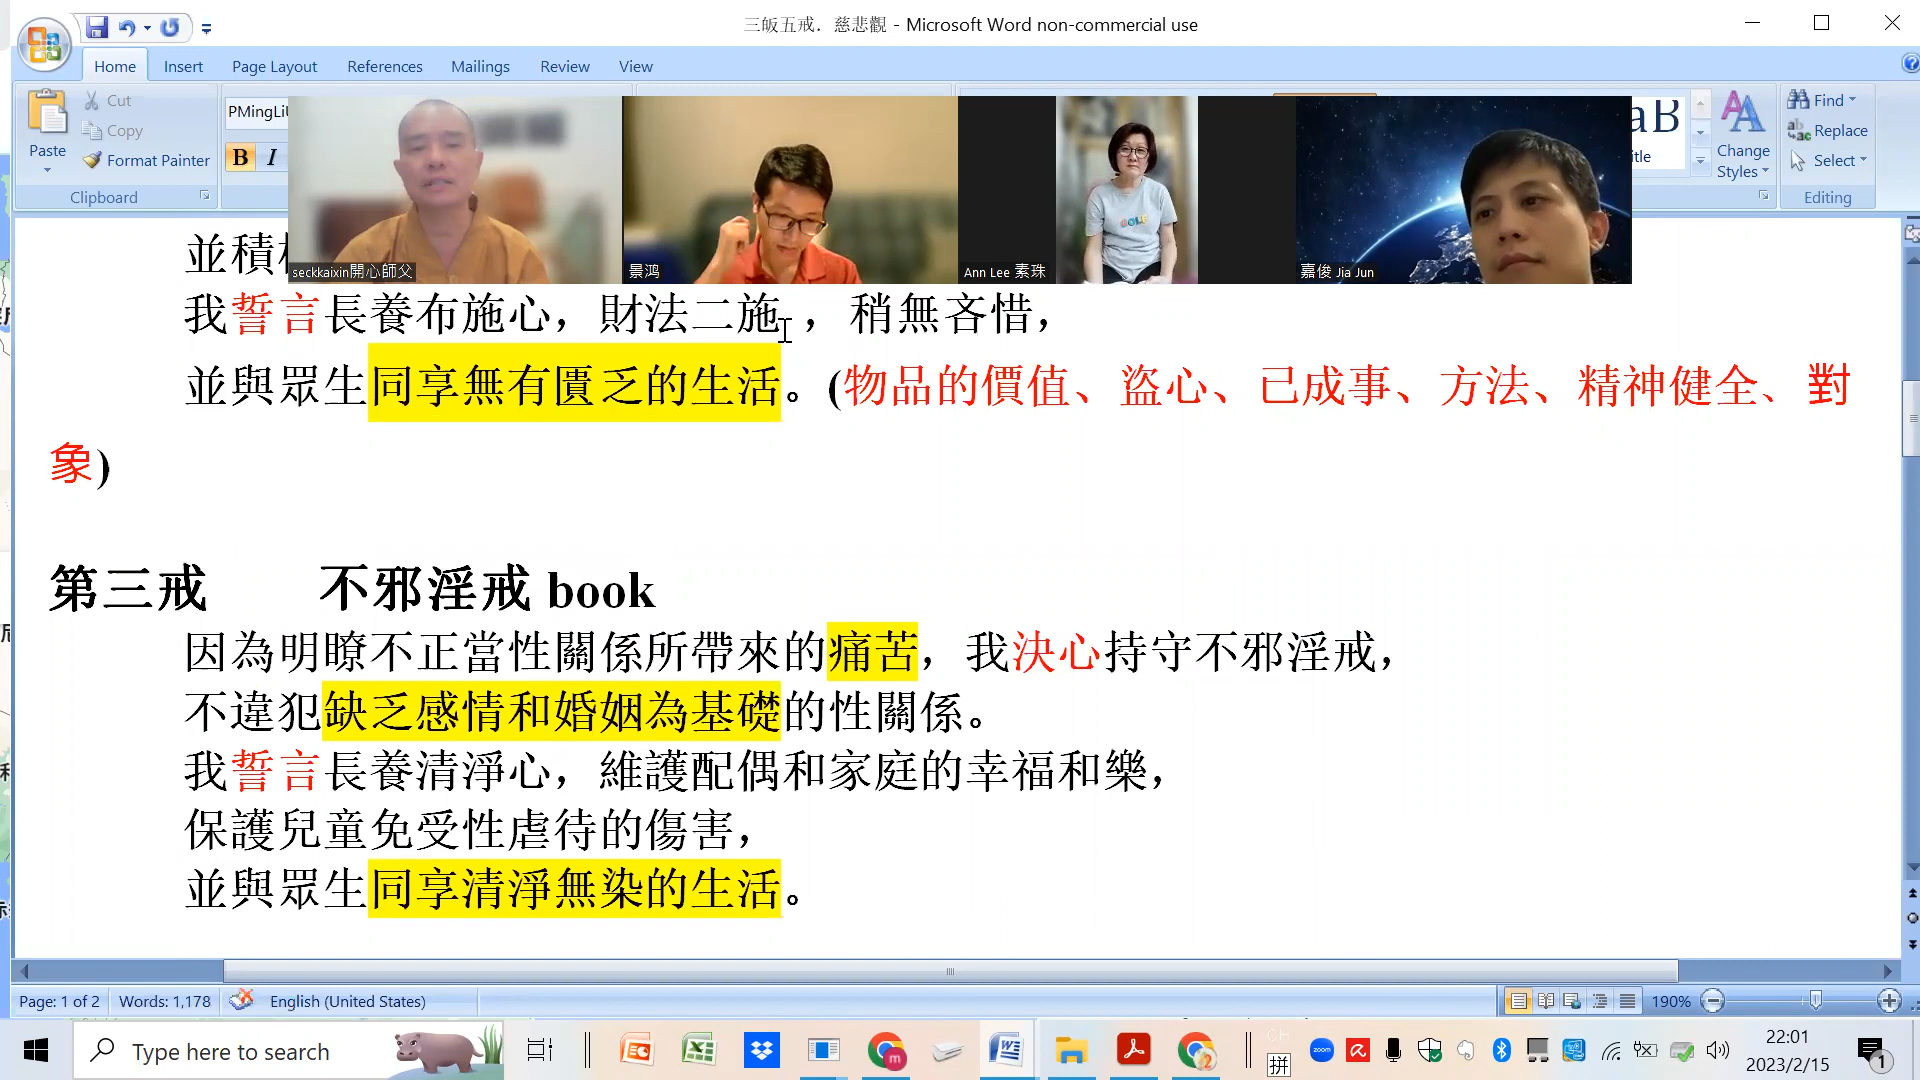 三皈五戒．慈悲觀 - Microsoft Word non-commercial use
Home Insert Page Layout References Mailings Review View
Cut
Copy
Format Painter
Paste
Clipboard
PMingLi
B I
aB
itle
Change Styles
Find
Replace
Select
Editing
seckkaixin開心師父
景鸿
Ann Lee 素珠
嘉俊 Jia Jun
並積
我誓言長養布施心，財法二施，稍無吝惜，
並與眾生同享無有匱乏的生活。(物品的價值、盜心、已成事、方法、精神健全、對
象)
第三戒 不邪淫戒 book
因為明瞭不正當性關係所帶來的痛苦，我決心持守不邪淫戒，
不違犯缺乏感情和婚姻為基礎的性關係。
我誓言長養清淨心，維護配偶和家庭的幸福和樂，
保護兒童免受性虐待的傷害，
並與眾生同享清淨無染的生活。
Page: 1 of 2 Words: 1,178 English (United States) 190%
Type here to search
zoom
拼
22:01
2023/2/15
1